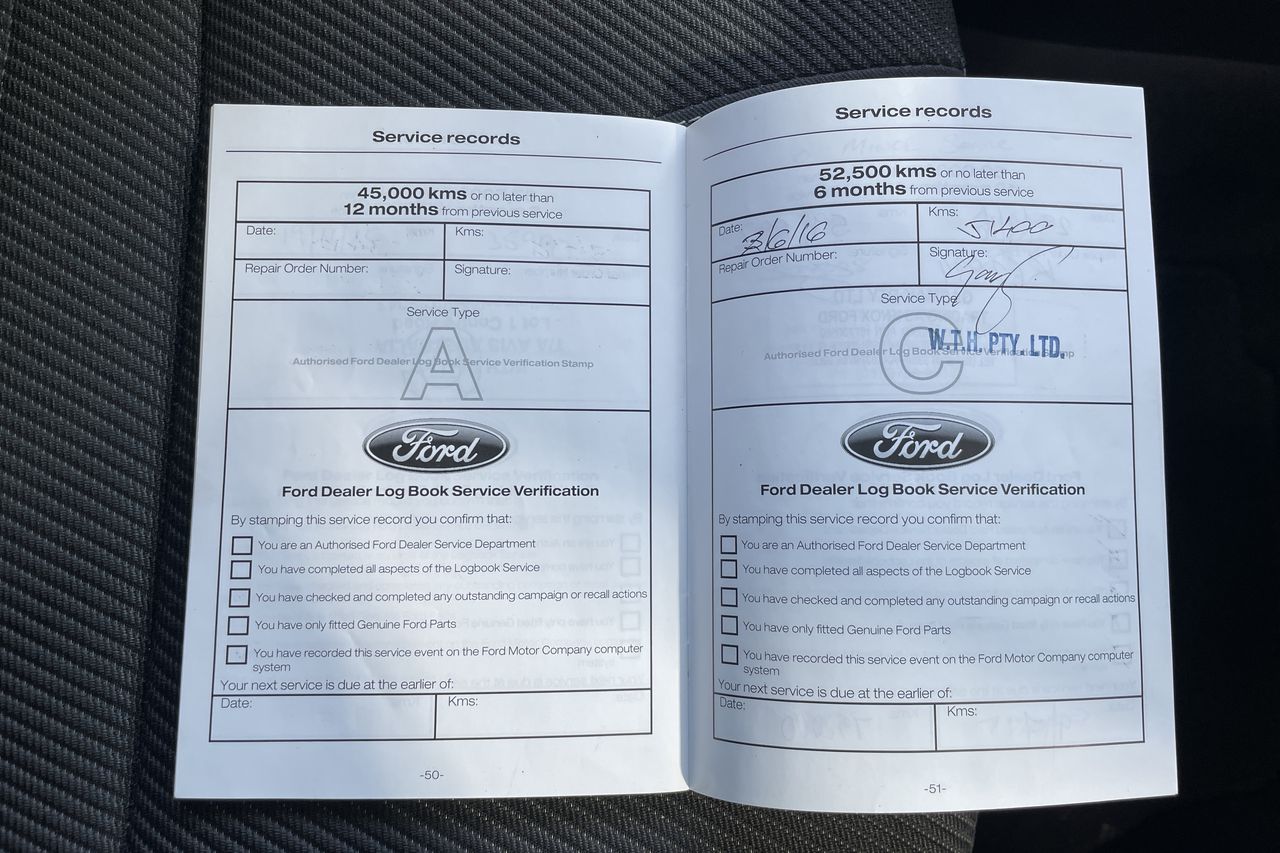 Service records
45,000 kms or no later than
12 months from previous service
Date:
Kms:
Repair Order Number:
Signature:
Service Type
A
Authorised Ford Dealer Log Book Service Verification Stamp
Ford
Ford Dealer Log Book Service Verification
By stamping this service record you confirm that:
You are an Authorised Ford Dealer Service Department
You have completed all aspects of the Logbook Service
You have checked and completed any outstanding campaign or recall actions
You have only fitted Genuine Ford Parts
You have recorded this service event on the Ford Motor Company computer
system
Your next service is due at the earlier of:
Date:
Kms:
-50-
Service records
52,500 kms or no later than
6 months from previous service
Date: /6/16
Kms: 51400
Repair Order Number:
Signature:
Service Type
C
W.T.H. PTY. LTD.
Authorised Ford Dealer Log Book Service Verification Stamp
Ford
Ford Dealer Log Book Service Verification
By stamping this service record you confirm that:
You are an Authorised Ford Dealer Service Department
You have completed all aspects of the Logbook Service
You have checked and completed any outstanding campaign or recall actions
You have only fitted Genuine Ford Parts
You have recorded this service event on the Ford Motor Company computer
system
Your next service is due at the earlier of:
Date:
Kms:
-51-